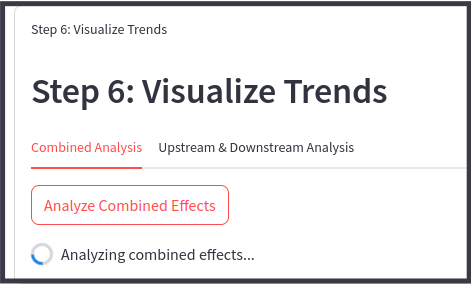 Step 6: Visualize Trends
Step 6: Visualize Trends
Combined Analysis Upstream & Downstream Analysis
Analyze Combined Effects
Analyzing combined effects...